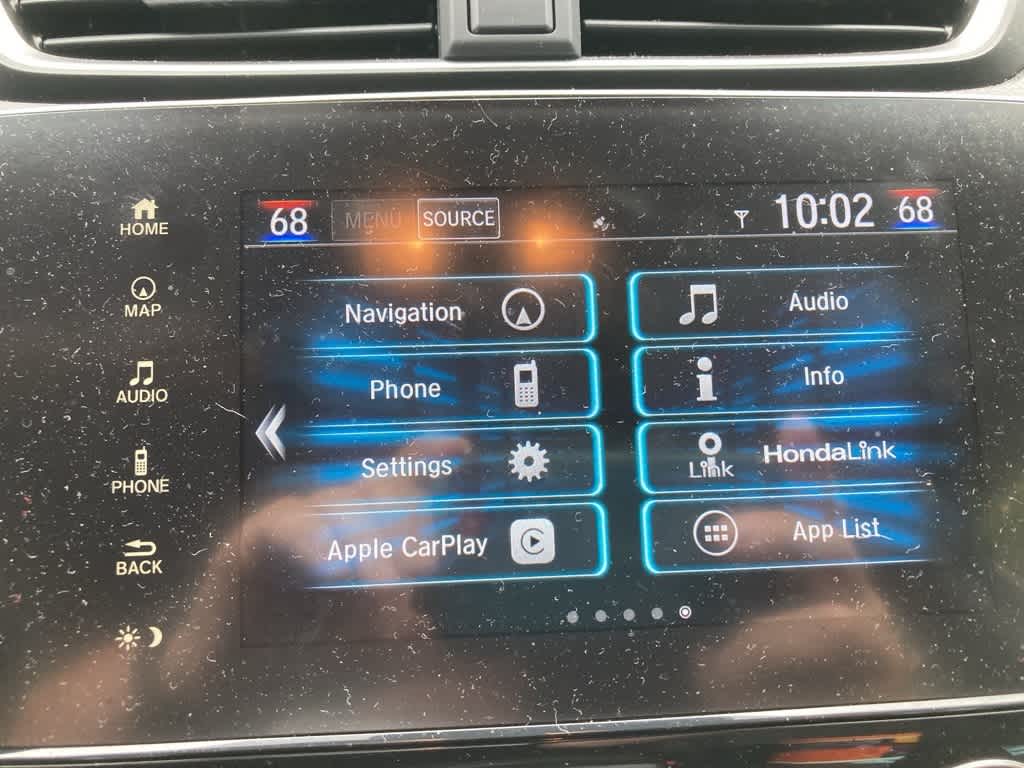 HOME
MAP
AUDIO
PHONE
BACK
68 MENU SOURCE 10:02 68
Navigation
Phone
Settings
Apple CarPlay
Audio
Info
Link HondaLink
App List